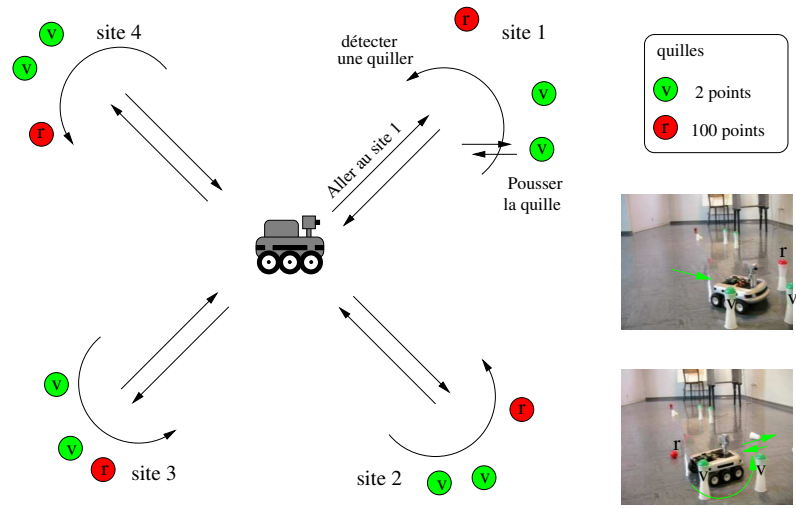 site 4
v
v
r
détecter
une quiller
r
site 1
v
v
Aller au site 1
Pousser
la quille
quilles
v 2 points
r 100 points
r
v
v
v
v
r
site 3
r
site 2
v
v
r
v
v